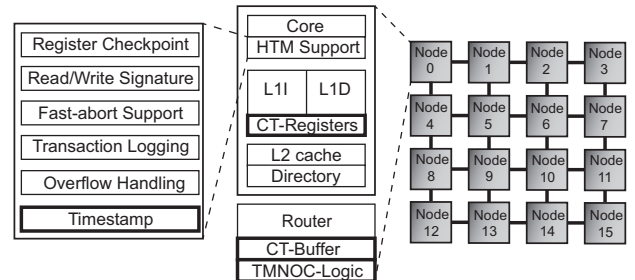 Register Checkpoint
Read/Write Signature
Fast-abort Support
Transaction Logging
Overflow Handling
Timestamp
Core
HTM Support
L1I
L1D
CT-Registers
L2 cache
Directory
Router
CT-Buffer
TMNOC-Logic
Node
0
Node
1
Node
2
Node
3
Node
4
Node
5
Node
6
Node
7
Node
8
Node
9
Node
10
Node
11
Node
12
Node
13
Node
14
Node
15